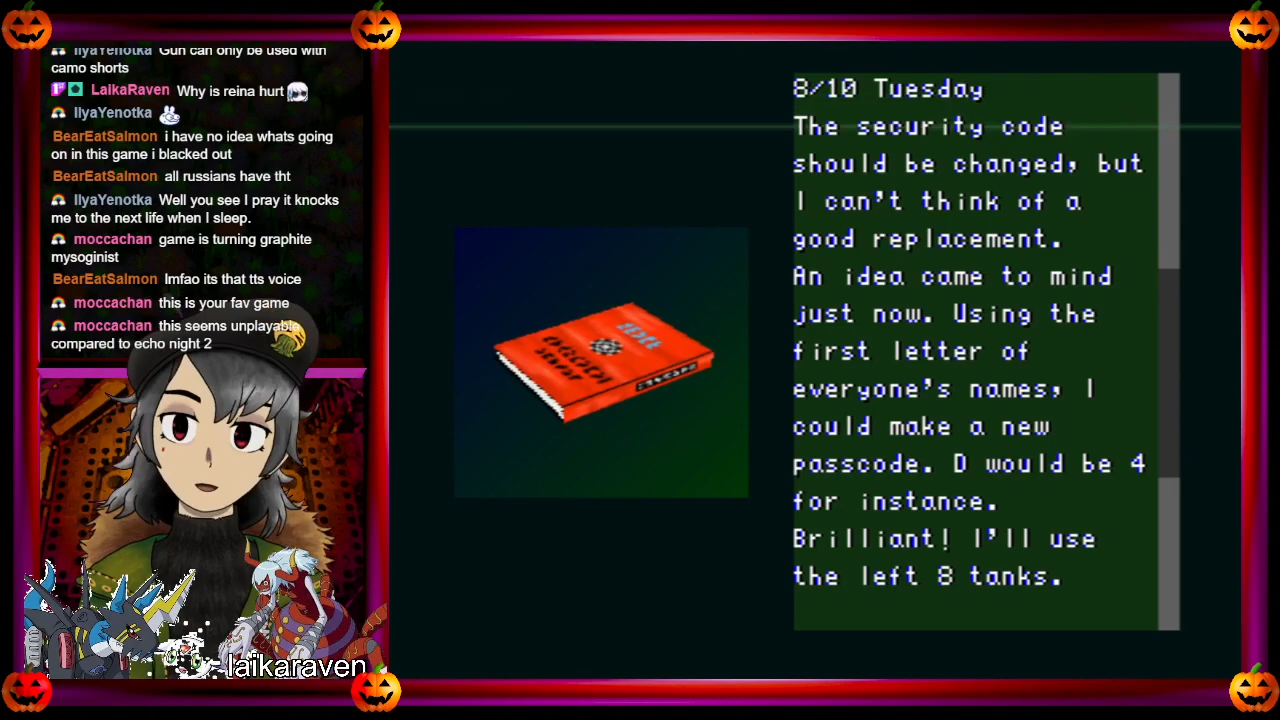 IlyaYenotka Gun can only be used with
camo shorts
LaikaRaven Why is reina hurt
IlyaYenotka
BearEatSalmon i have no idea whats going
on in this game i blacked out
BearEatSalmon all russians have tht
IlyaYenotka Well you see I pray it knocks
me to the next life when I sleep.
moccachan game is turning graphite
mysoginist
BearEatSalmon lmfao its that tts voice
moccachan this is your fav game
moccachan this seems unplayable
compared to echo night 2
laikaraven
8/10 Tuesday
The security code
should be changed, but
I can't think of a
good replacement.
An idea came to mind
just now. Using the
first letter of
everyone's names, I
could make a new
passcode. D would be 4
for instance.
Brilliant! I'll use
the left 8 tanks.